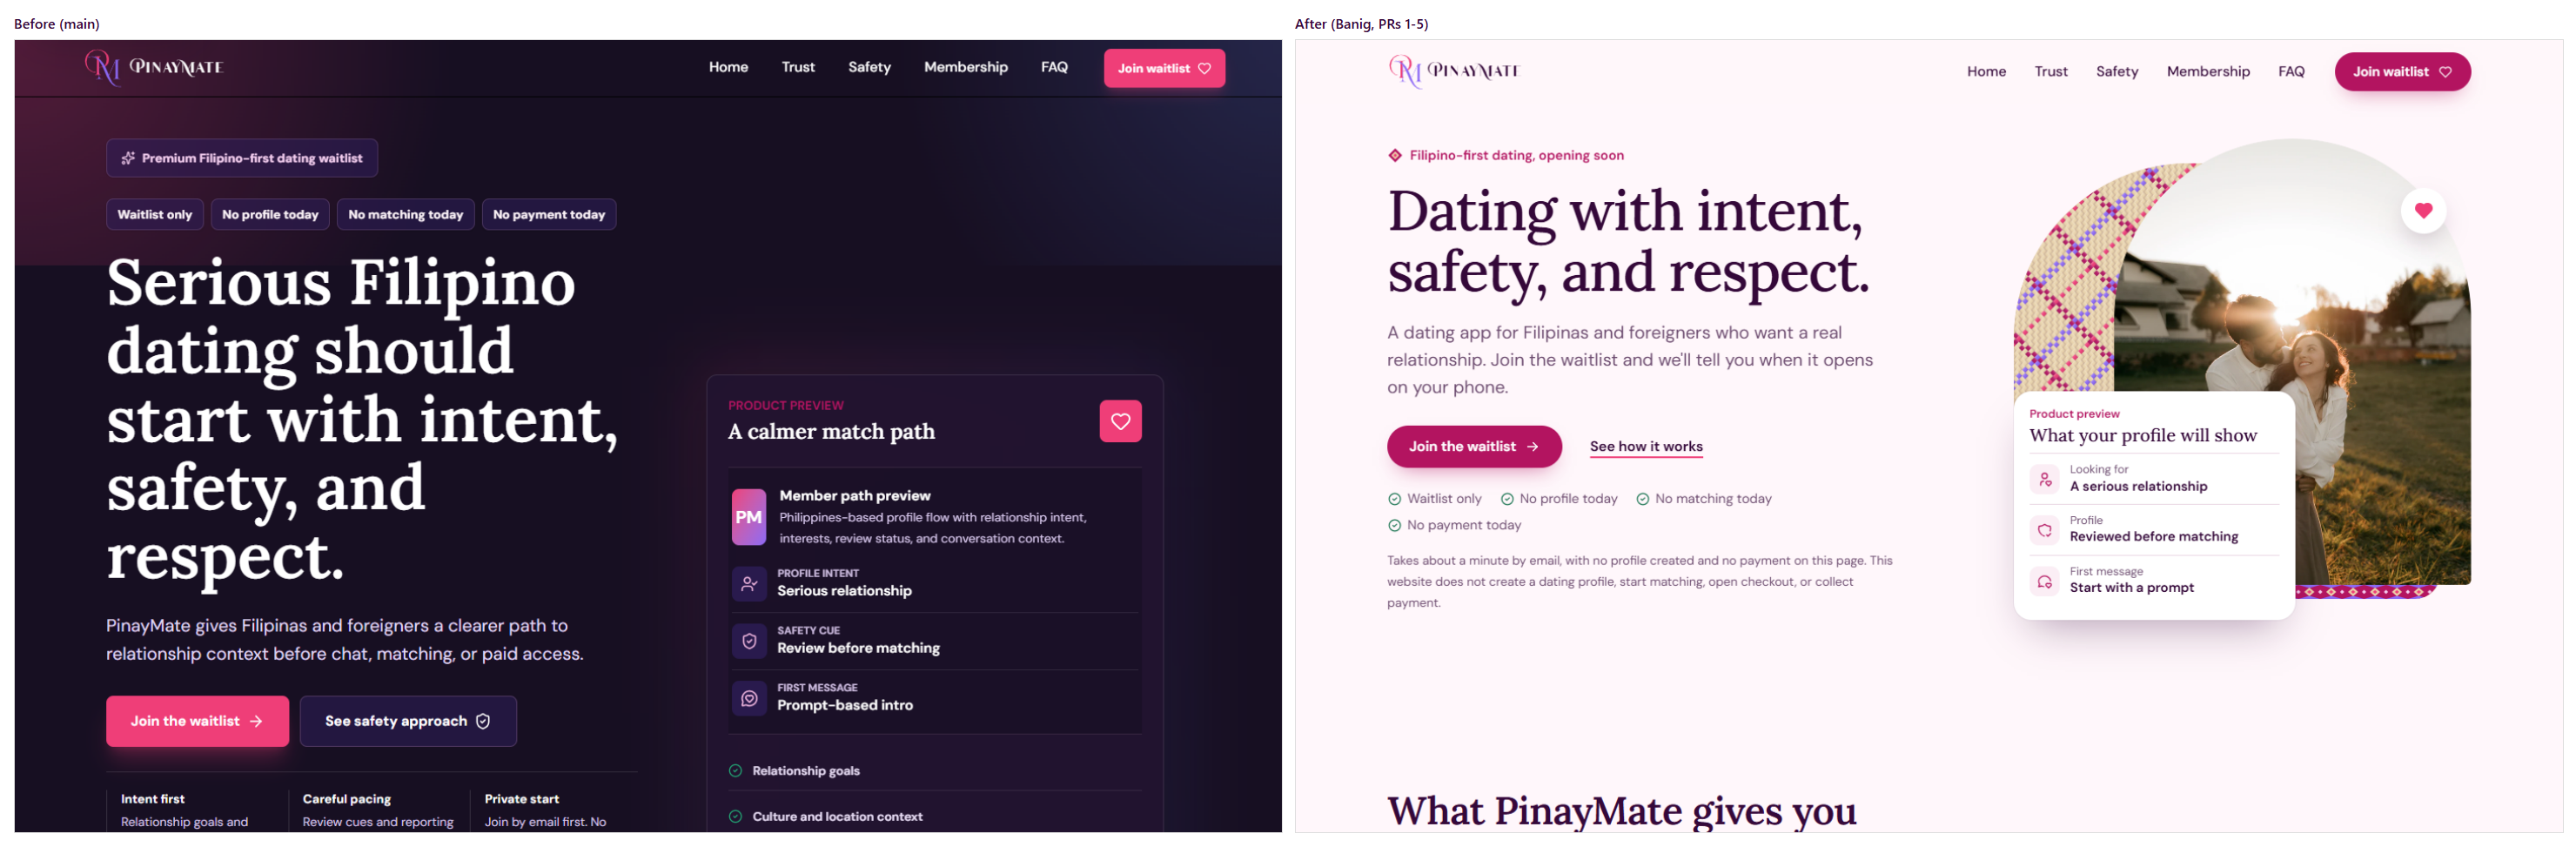 Before (main)
PINAYMATE
Home
Trust
Safety
Membership
FAQ
Join waitlist
Premium Filipino-first dating waitlist
Waitlist only
No profile today
No matching today
No payment today
Serious Filipino
dating should
start with intent,
safety, and
respect.
PinayMate gives Filipinas and foreigners a clearer path to
relationship context before chat, matching, or paid access.
Join the waitlist
See safety approach
Intent first
Relationship goals and
Careful pacing
Review cues and reporting
Private start
Join by email first. No
PRODUCT PREVIEW
A calmer match path
PM
Member path preview
Philippines-based profile flow with relationship intent,
interests, review status, and conversation context.
PROFILE INTENT
Serious relationship
SAFETY CUE
Review before matching
FIRST MESSAGE
Prompt-based intro
Relationship goals
Culture and location context
After (Banig, PRs 1-5)
PINAYMATE
Home
Trust
Safety
Membership
FAQ
Join waitlist
Filipino-first dating, opening soon
Dating with intent,
safety, and respect.
A dating app for Filipinas and foreigners who want a real
relationship. Join the waitlist and we'll tell you when it opens
on your phone.
Join the waitlist
See how it works
Waitlist only
No profile today
No matching today
No payment today
Takes about a minute by email, with no profile created and no payment on this page. This
website does not create a dating profile, start matching, open checkout, or collect
payment.
Product preview
What your profile will show
Looking for
A serious relationship
Profile
Reviewed before matching
First message
Start with a prompt
What PinayMate gives you